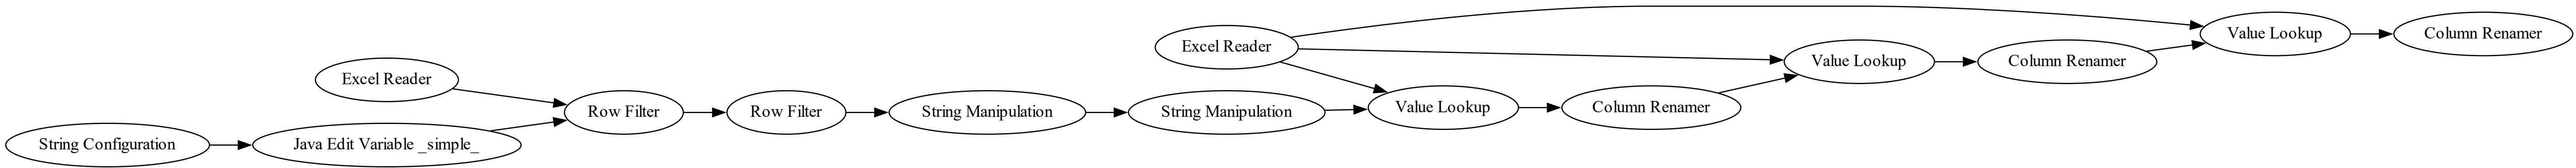 String Configuration
Java Edit Variable _simple_
Excel Reader
Row Filter
Row Filter
String Manipulation
String Manipulation
Excel Reader
Value Lookup
Column Renamer
Value Lookup
Column Renamer
Value Lookup
Column Renamer